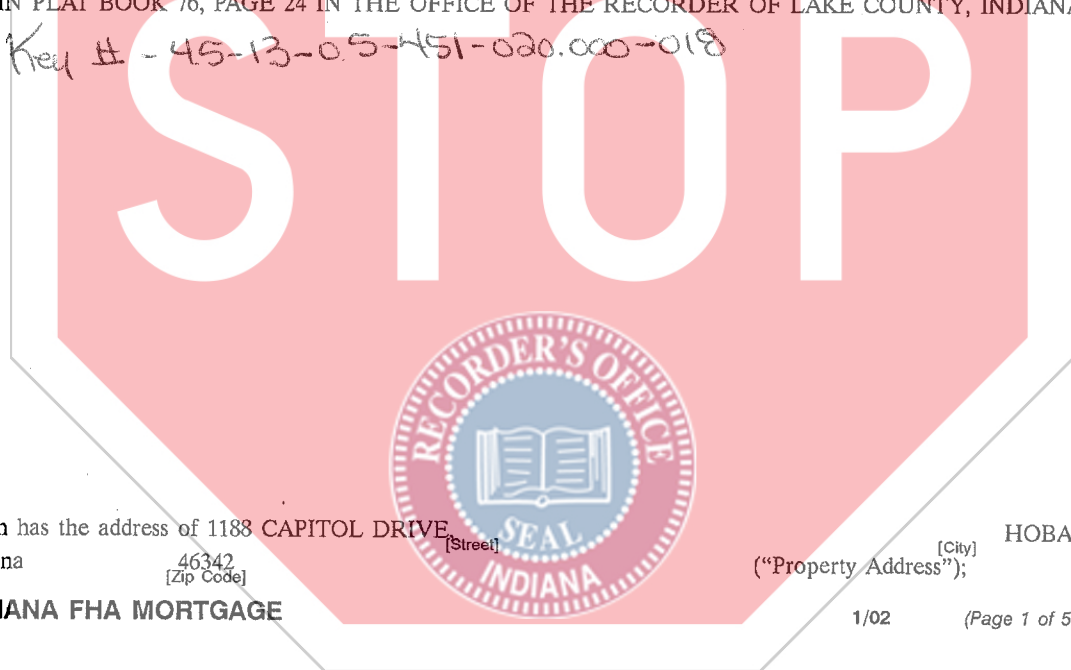 IN PLAT BOOK 76, PAGE 24 IN THE OFFICE OF THE RECORDER OF LAKE COUNTY, INDIANA
Key # - 45-13-05-451-020.000-018
STOP
RECORDER'S OFFICE
SEAL
INDIANA
has the address of 1188 CAPITOL DRIVE, HOBA
[Street] [City]
na 46342 ("Property Address");
[Zip Code]
IANA FHA MORTGAGE 1/02 (Page 1 of 5